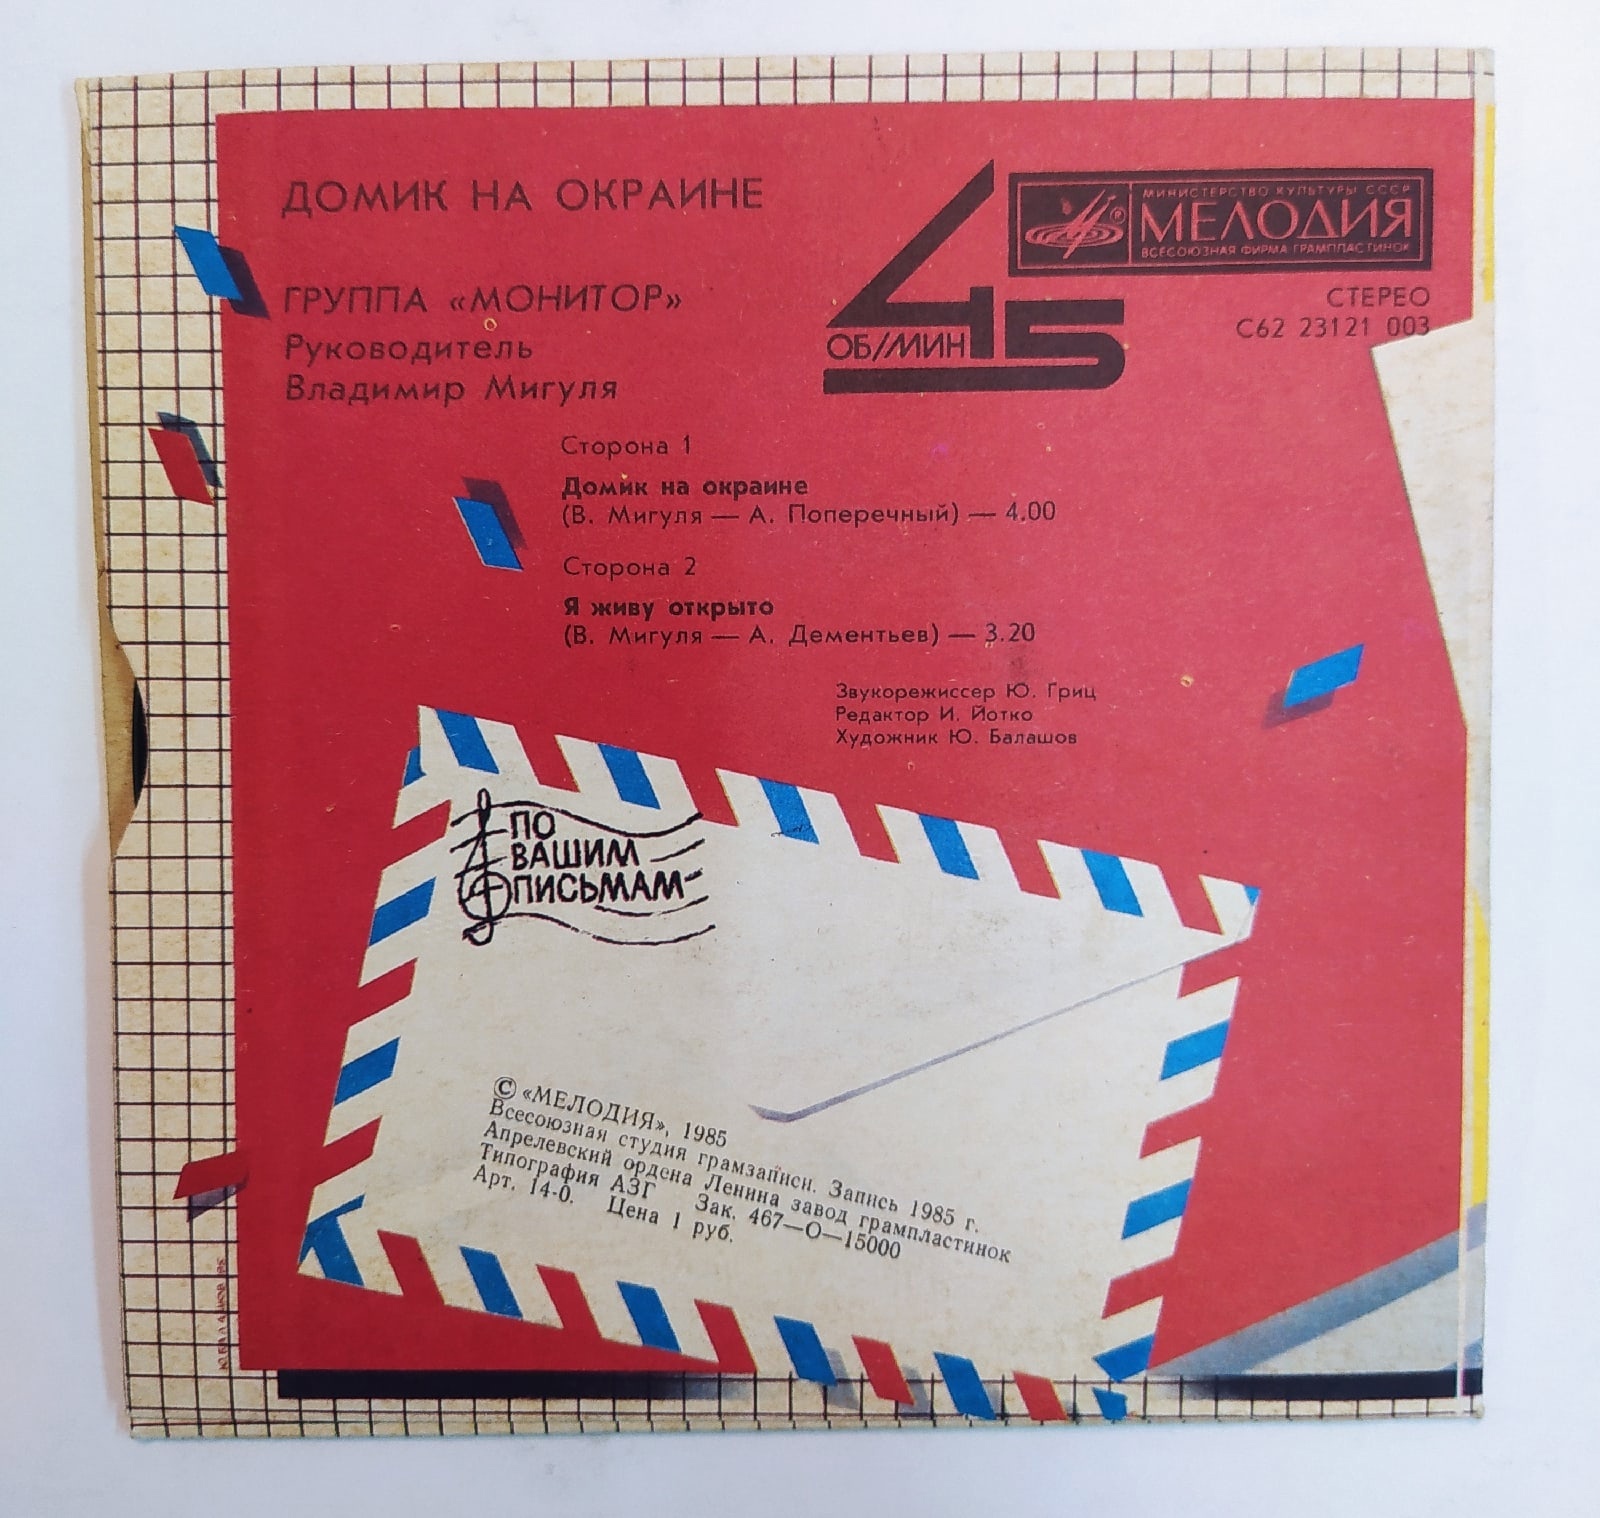 ДОМИК НА ОКРАИНЕ
ГРУППА «МОНИТОР»
Руководитель
Владимир Мигуля
45
ОБ/МИН
МИНИСТЕРСТВО КУЛЬТУРЫ СССР
МЕЛОДИЯ
ВСЕСОЮЗНАЯ ФИРМА ГРАМПЛАСТИНОК
СТЕРЕО
С62 23121 003
Сторона 1
Домик на окраине
(В. Мигуля — А. Поперечный) — 4.00
Сторона 2
Я живу открыто
(В. Мигуля — А. Дементьев) — 3.20
Звукорежиссер Ю. Гриц
Редактор И. Йотко
Художник Ю. Балашов
ПО
ВАШИМ
ПИСЬМАМ
© «МЕЛОДИЯ», 1985
Всесоюзная студия грамзаписи. Запись 1985 г.
Апрелевский ордена Ленина завод грампластинок
Типография АЗГ Зак. 467—О—15000
Арт. 14-0. Цена 1 руб.
Ю. БАЛАШОВ